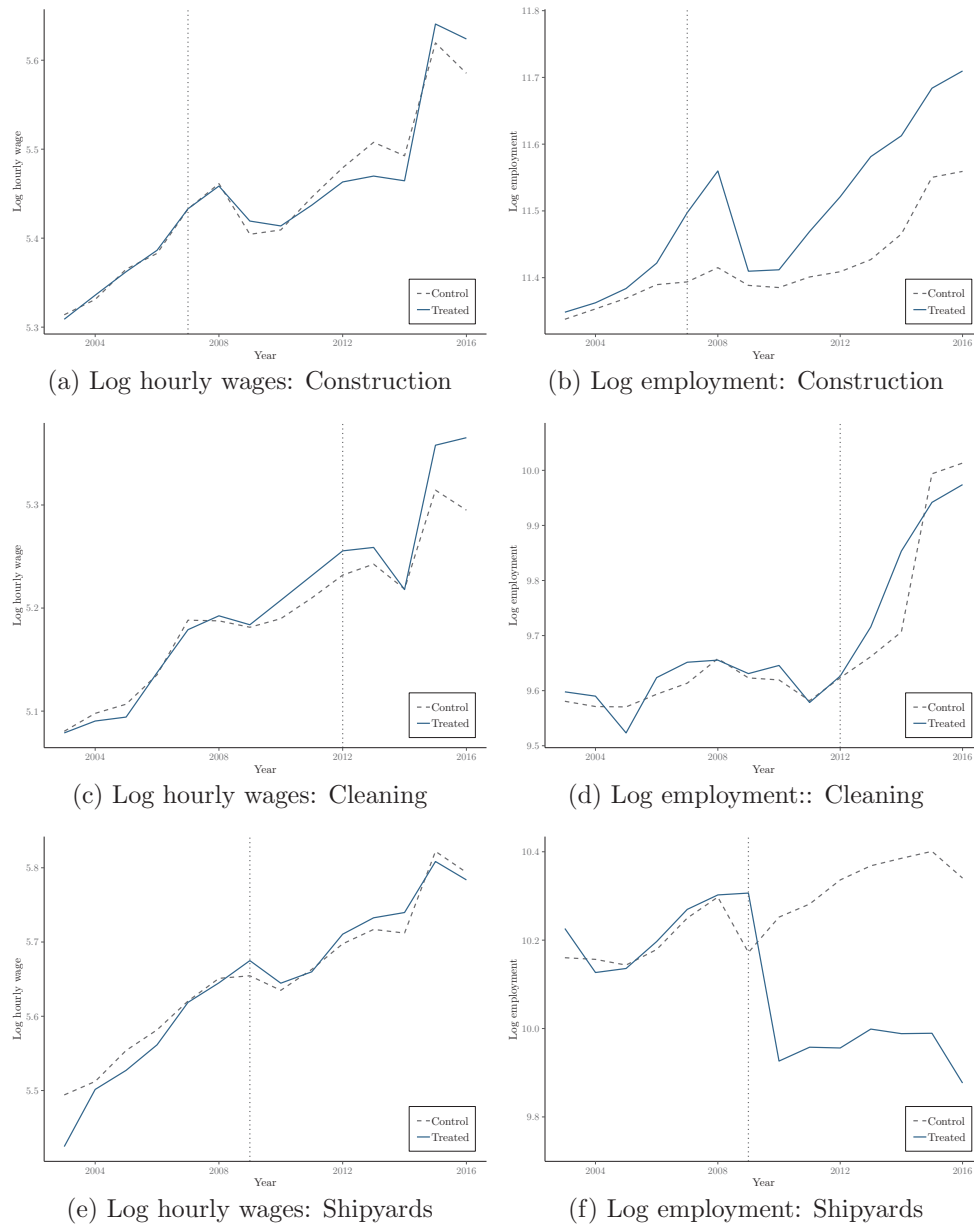 5.6
5.5
5.4
5.3
Log hourly wage
2004 2008 2012 2016
Year
Control
Treated
(a) Log hourly wages: Construction
11.8
11.7
11.6
11.5
11.4
Log employment
2004 2008 2012 2016
Year
Control
Treated
(b) Log employment: Construction
5.3
5.2
5.1
Log hourly wage
2004 2008 2012 2016
Year
Control
Treated
(c) Log hourly wages: Cleaning
10.0
9.9
9.8
9.7
9.6
9.5
Log employment
2004 2008 2012 2016
Year
Control
Treated
(d) Log employment:: Cleaning
5.8
5.7
5.6
5.5
Log hourly wage
2004 2008 2012 2016
Year
Control
Treated
(e) Log hourly wages: Shipyards
10.4
10.2
10.0
9.8
Log employment
2004 2008 2012 2016
Year
Control
Treated
(f) Log employment: Shipyards